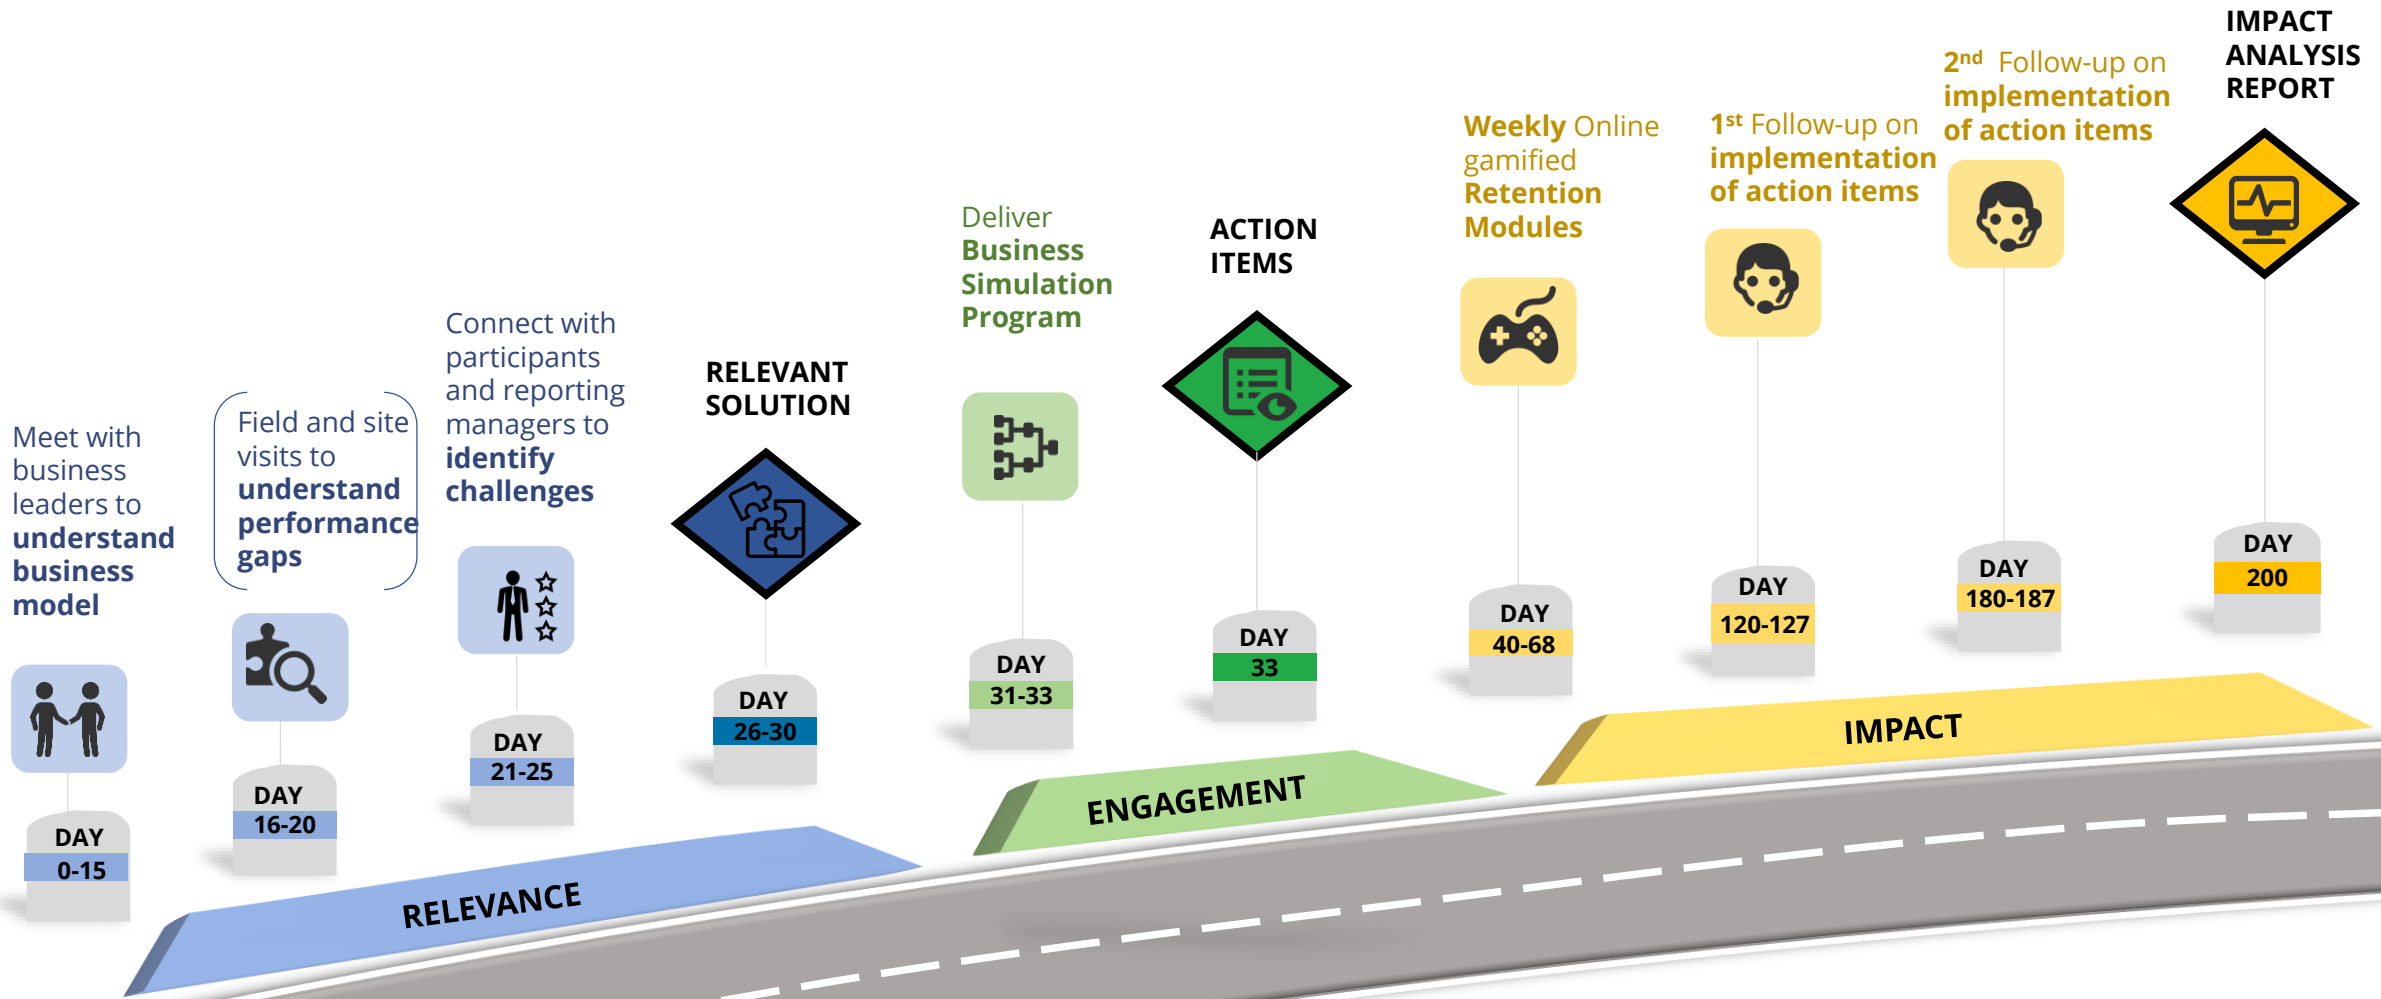 Meet with
business
leaders to
understand
business
model
DAY
0-15
Field and site
visits to
understand
performance
gaps
DAY
16-20
Connect with
participants
and reporting
managers to
identify
challenges
DAY
21-25
RELEVANT
SOLUTION
DAY
26-30
RELEVANCE
Deliver
Business
Simulation
Program
DAY
31-33
ACTION
ITEMS
DAY
33
ENGAGEMENT
Weekly Online
gamified
Retention
Modules
DAY
40-68
1st Follow-up on
implementation
of action items
DAY
120-127
2nd Follow-up on
implementation
of action items
DAY
180-187
IMPACT
ANALYSIS
REPORT
DAY
200
IMPACT